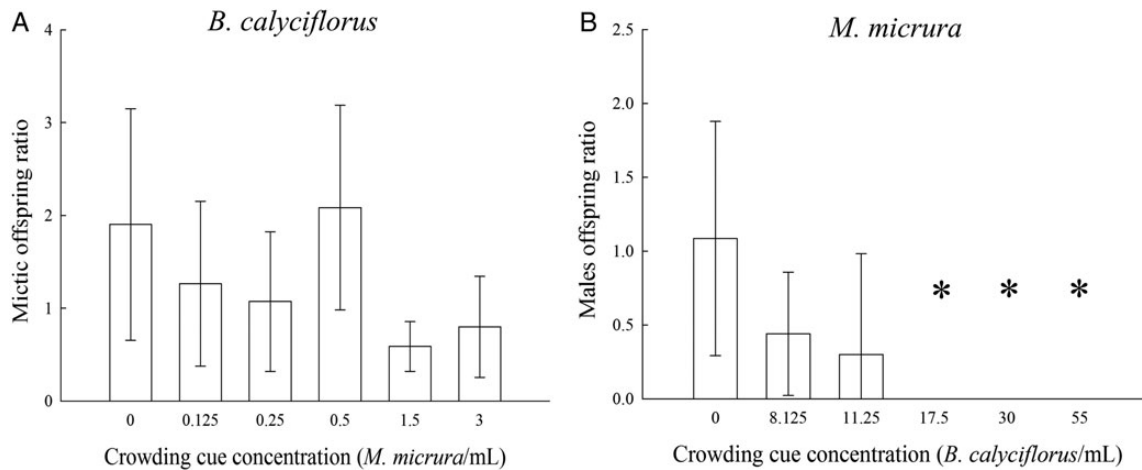 A
B. calyciflorus
4
3
2
1
0
Mictic offspring ratio
0 0.125 0.25 0.5 1.5 3
Crowding cue concentration (M. micrura/mL)
B
M. micrura
2.5
2.0
1.5
1.0
0.5
0.0
Males offspring ratio
* * *
0 8.125 11.25 17.5 30 55
Crowding cue concentration (B. calyciflorus/mL)